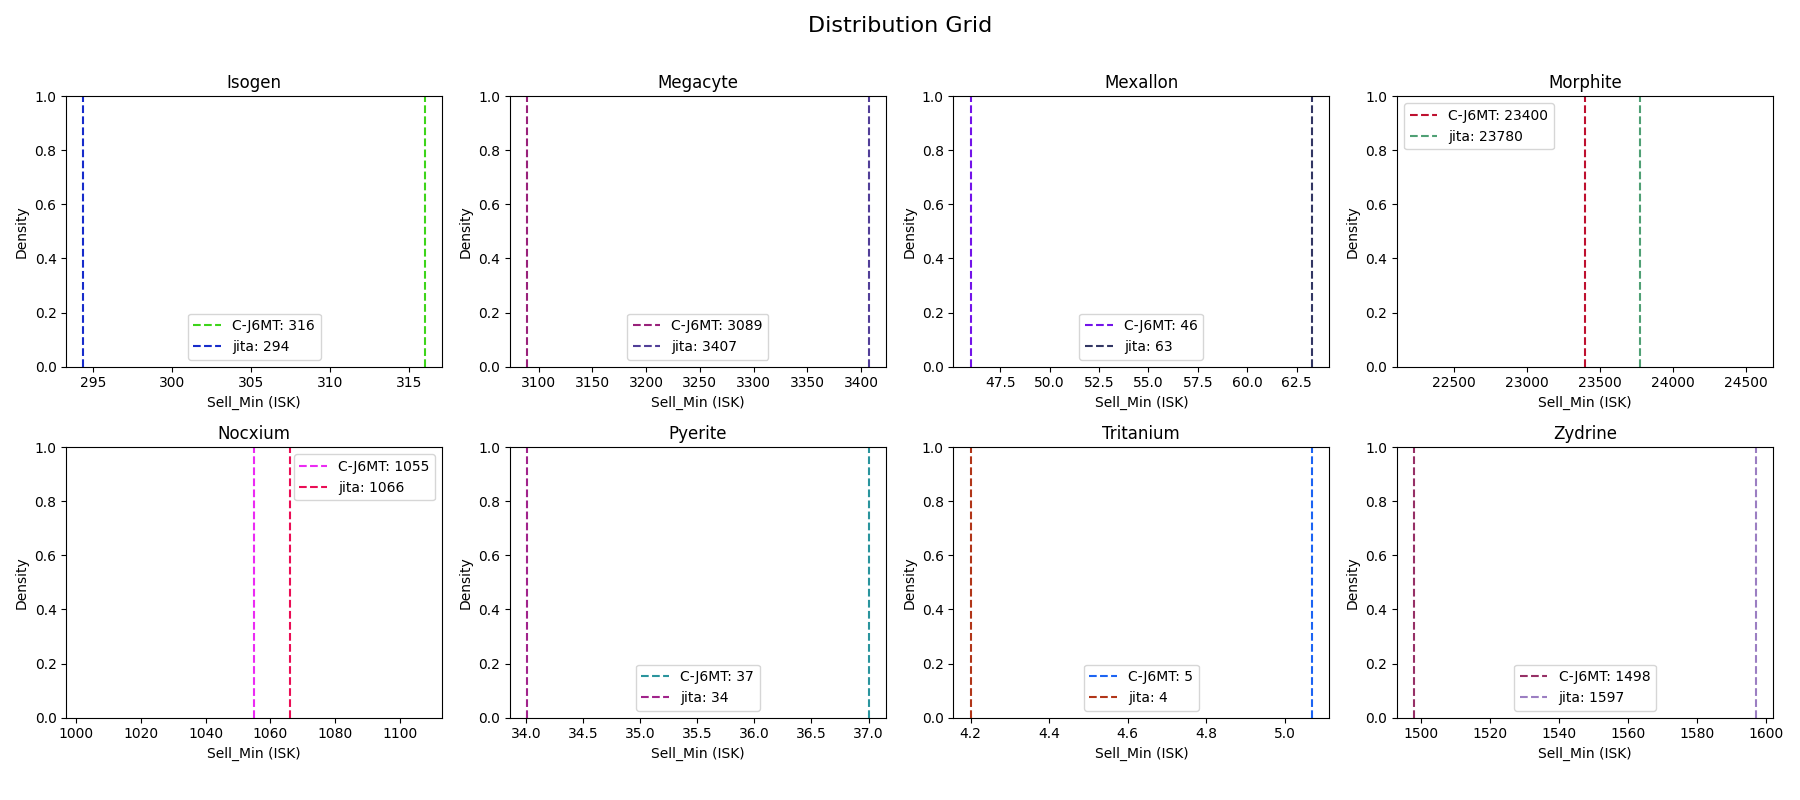 Distribution Grid
Isogen
1.0
0.8
0.6
0.4
0.2
0.0
Density
C-J6MT: 316
jita: 294
295 300 305 310 315
Sell_Min (ISK)
Megacyte
1.0
0.8
0.6
0.4
0.2
0.0
Density
C-J6MT: 3089
jita: 3407
3100 3150 3200 3250 3300 3350 3400
Sell_Min (ISK)
Mexallon
1.0
0.8
0.6
0.4
0.2
0.0
Density
C-J6MT: 46
jita: 63
47.5 50.0 52.5 55.0 57.5 60.0 62.5
Sell_Min (ISK)
Morphite
1.0
0.8
0.6
0.4
0.2
0.0
Density
C-J6MT: 23400
jita: 23780
22500 23000 23500 24000 24500
Sell_Min (ISK)
Nocxium
1.0
0.8
0.6
0.4
0.2
0.0
Density
C-J6MT: 1055
jita: 1066
1000 1020 1040 1060 1080 1100
Sell_Min (ISK)
Pyerite
1.0
0.8
0.6
0.4
0.2
0.0
Density
C-J6MT: 37
jita: 34
34.0 34.5 35.0 35.5 36.0 36.5 37.0
Sell_Min (ISK)
Tritanium
1.0
0.8
0.6
0.4
0.2
0.0
Density
C-J6MT: 5
jita: 4
4.2 4.4 4.6 4.8 5.0
Sell_Min (ISK)
Zydrine
1.0
0.8
0.6
0.4
0.2
0.0
Density
C-J6MT: 1498
jita: 1597
1500 1520 1540 1560 1580 1600
Sell_Min (ISK)